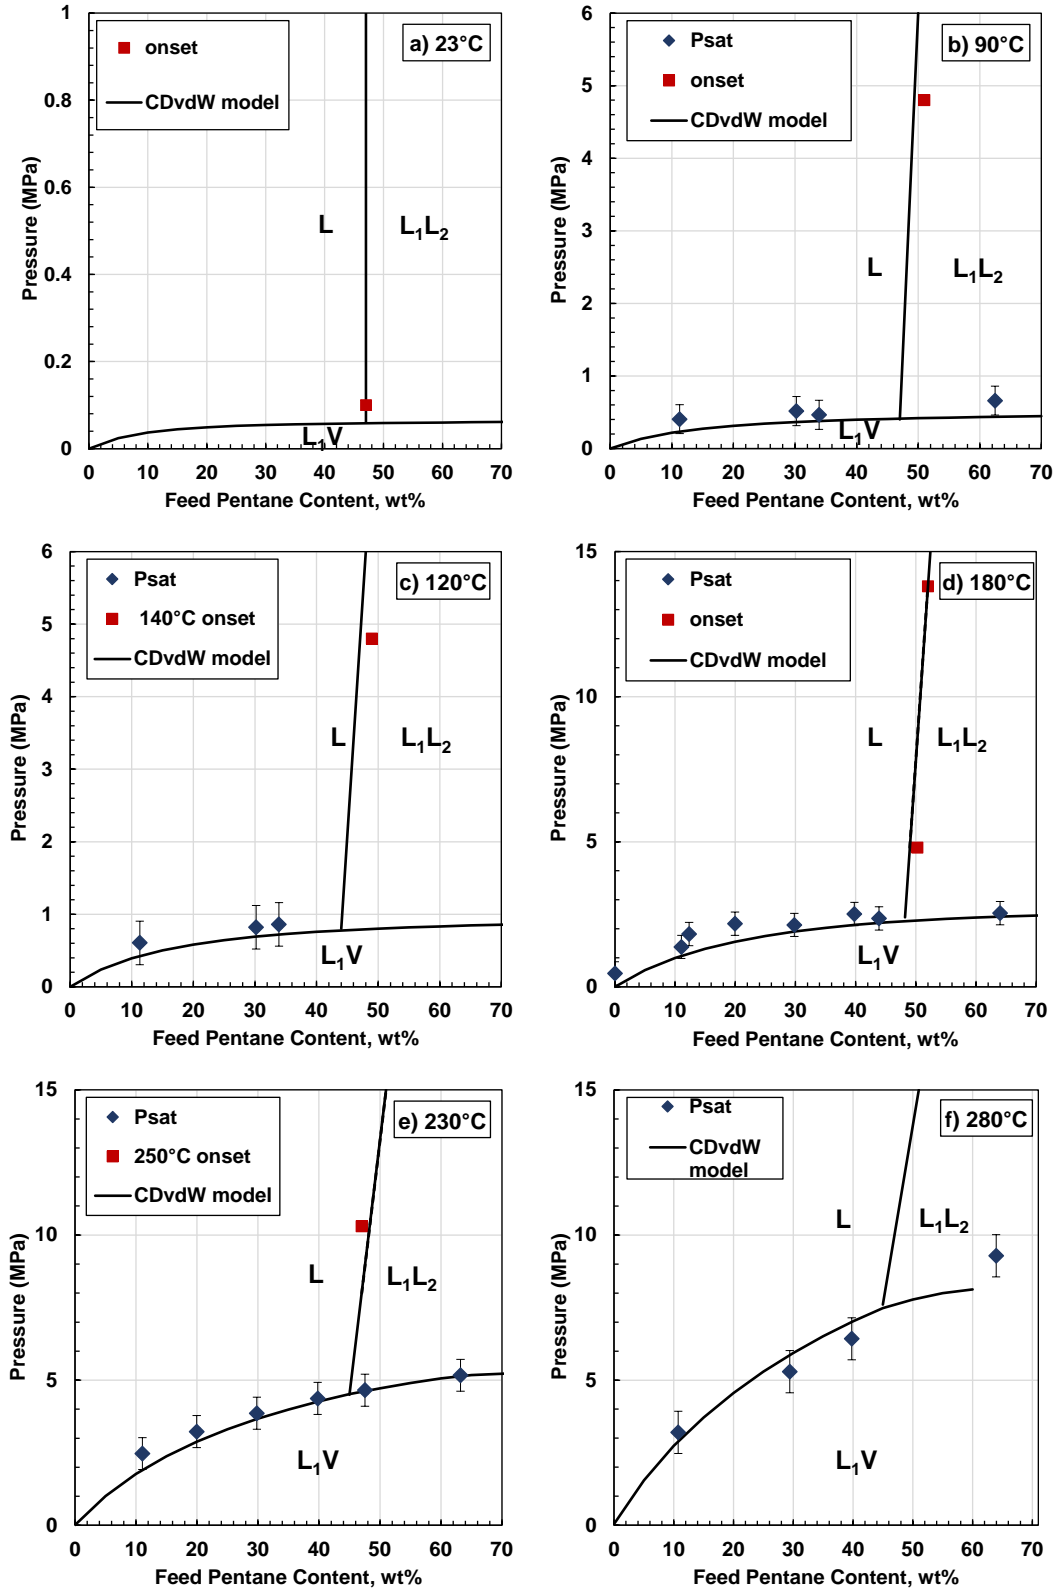 1
0.8
0.6
0.4
0.2
0
Pressure (MPa)
onset
CDvdW model
a) 23°C
L
L₁L₂
L₁V
0 10 20 30 40 50 60 70
Feed Pentane Content, wt%
6
5
4
3
2
1
0
Pressure (MPa)
Psat
onset
CDvdW model
b) 90°C
L
L₁L₂
L₁V
0 10 20 30 40 50 60 70
Feed Pentane Content, wt%
6
5
4
3
2
1
0
Pressure (MPa)
Psat
140°C onset
CDvdW model
c) 120°C
L
L₁L₂
L₁V
0 10 20 30 40 50 60 70
Feed Pentane Content, wt%
15
10
5
0
Pressure (MPa)
Psat
onset
CDvdW model
d) 180°C
L
L₁L₂
L₁V
0 10 20 30 40 50 60 70
Feed Pentane Content, wt%
15
10
5
0
Pressure (MPa)
Psat
250°C onset
CDvdW model
e) 230°C
L
L₁L₂
L₁V
0 10 20 30 40 50 60 70
Feed Pentane Content, wt%
15
10
5
0
Pressure (MPa)
Psat
CDvdW
model
f) 280°C
L
L₁L₂
L₁V
0 10 20 30 40 50 60 70
Feed Pentane Content, wt%